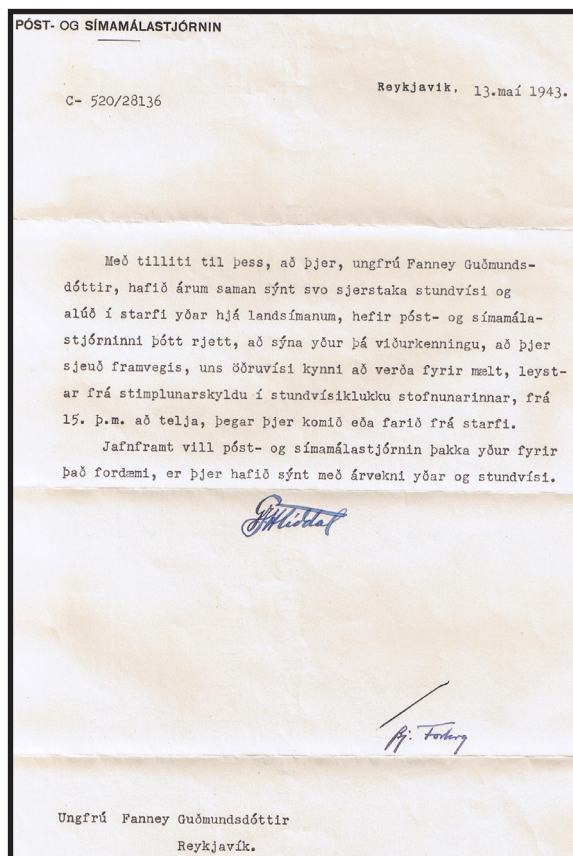 PÓST- OG SÍMAMÁLASTJÓRNIN
Reykjavík, 13.maí 1943.
C- 520/28136
Með tilliti til þess, að þjer, ungfrú Fanney Guðmunds-
dóttir, hafið árum saman sýnt svo sjerstaka stundvísi og
alúð í starfi yðar hjá landsímanum, hefir póst- og símamála-
stjórninni þótt rjett, að sýna yður þá viðurkenningu, að þjer
sjeuð framvegis, uns öðruvísi kynni að verða fyrir mælt, leyst-
ar frá stimplunarskyldu í stundvísiklukku stofnunarinnar, frá
15. þ.m. að telja, þegar þjer komið eða farið frá starfi.
Jafnframt vill póst- og símamálastjórnin þakka yður fyrir
það fordæmi, er þjer hafið sýnt með árvekni yðar og stundvísi.
Hlíðdal
Ungfrú Fanney Guðmundsdóttir
Reykjavík.